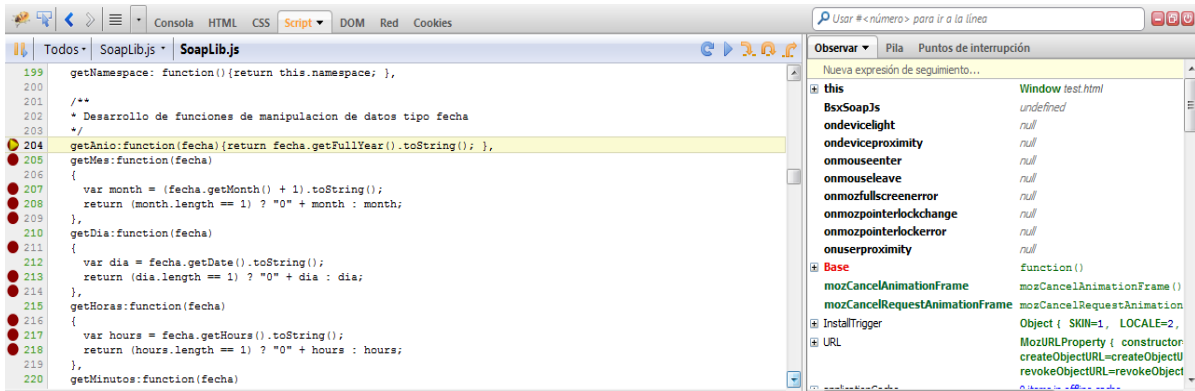 Consola HTML CSS Script DOM Red Cookies
Usar #<número> para ir a la línea
Todos SoapLib.js SoapLib.js
199 getNamespace: function(){return this.namespace; },
200
201 /**
202 * Desarrollo de funciones de manipulacion de datos tipo fecha
203 */
204 getAnio:function(fecha){return fecha.getFullYear().toString(); },
205 getMes:function(fecha)
206 {
207 var month = (fecha.getMonth() + 1).toString();
208 return (month.length == 1) ? "0" + month : month;
209 },
210 getDia:function(fecha)
211 {
212 var dia = fecha.getDate().toString();
213 return (dia.length == 1) ? "0" + dia : dia;
214 },
215 getHoras:function(fecha)
216 {
217 var hours = fecha.getHours().toString();
218 return (hours.length == 1) ? "0" + hours : hours;
219 },
220 getMinutos:function(fecha)
Observar Pila Puntos de interrupción
Nueva expresión de seguimiento...
this Window test.html
BsxSoapJs undefined
ondevicelight null
ondeviceproximity null
onmouseenter null
onmouseleave null
onmozfullscreenerror null
onmozpointerlockchange null
onmozpointerlockerror null
onuserproximity null
Base function()
mozCancelAnimationFrame mozCancelAnimationFrame()
mozCancelRequestAnimationFrame mozCancelRequestAnimation
InstallTrigger Object { SKIN=1, LOCALE=2,
URL MozURLProperty { constructor
createObjectURL=createObjectU
revokeObjectURL=revokeObject